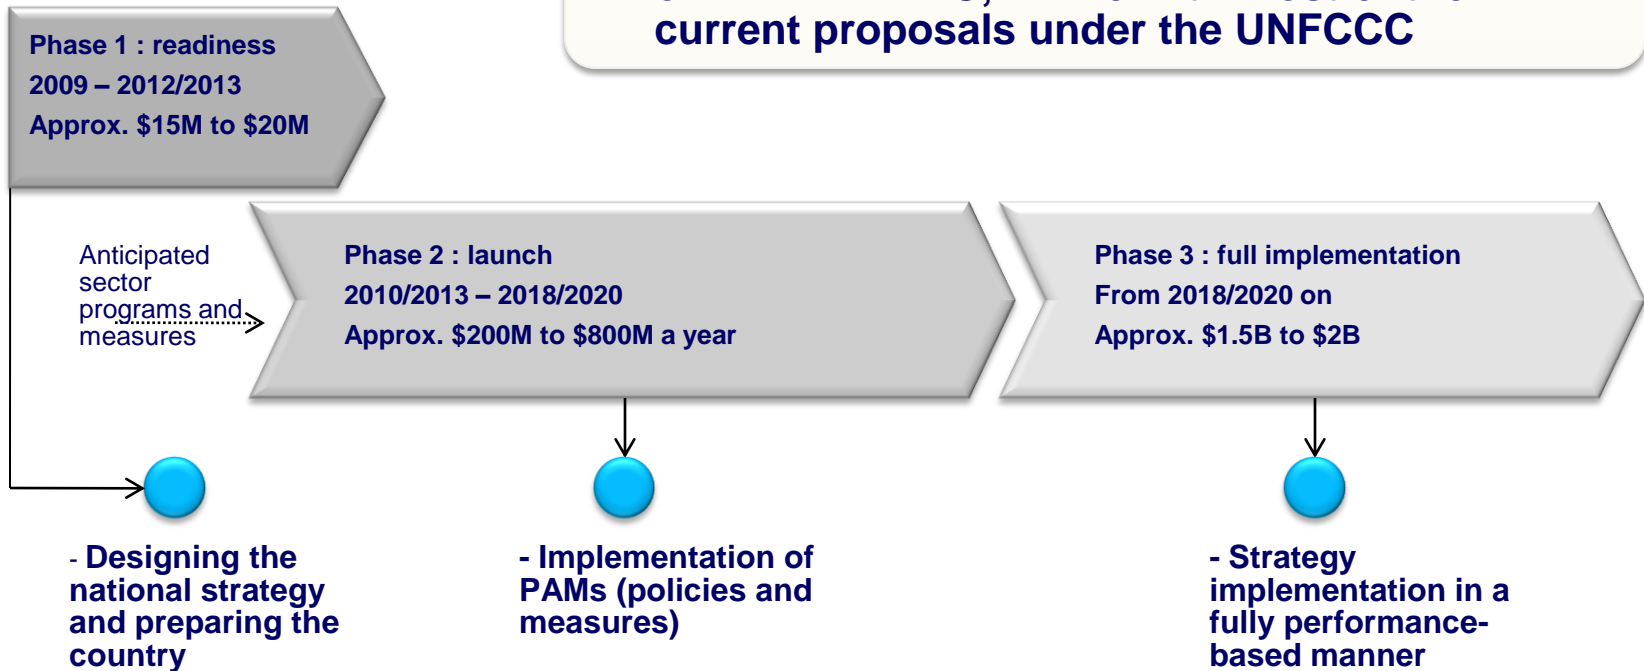 current proposals under the UNFCCC
Phase 1 : readiness
2009 – 2012/2013
Approx. $15M to $20M
Anticipated
sector
programs and
measures
Phase 2 : launch
2010/2013 – 2018/2020
Approx. $200M to $800M a year
Phase 3 : full implementation
From 2018/2020 on
Approx. $1.5B to $2B
- Designing the
national strategy
and preparing the
country
- Implementation of
PAMs (policies and
measures)
- Strategy
implementation in a
fully performance-
based manner